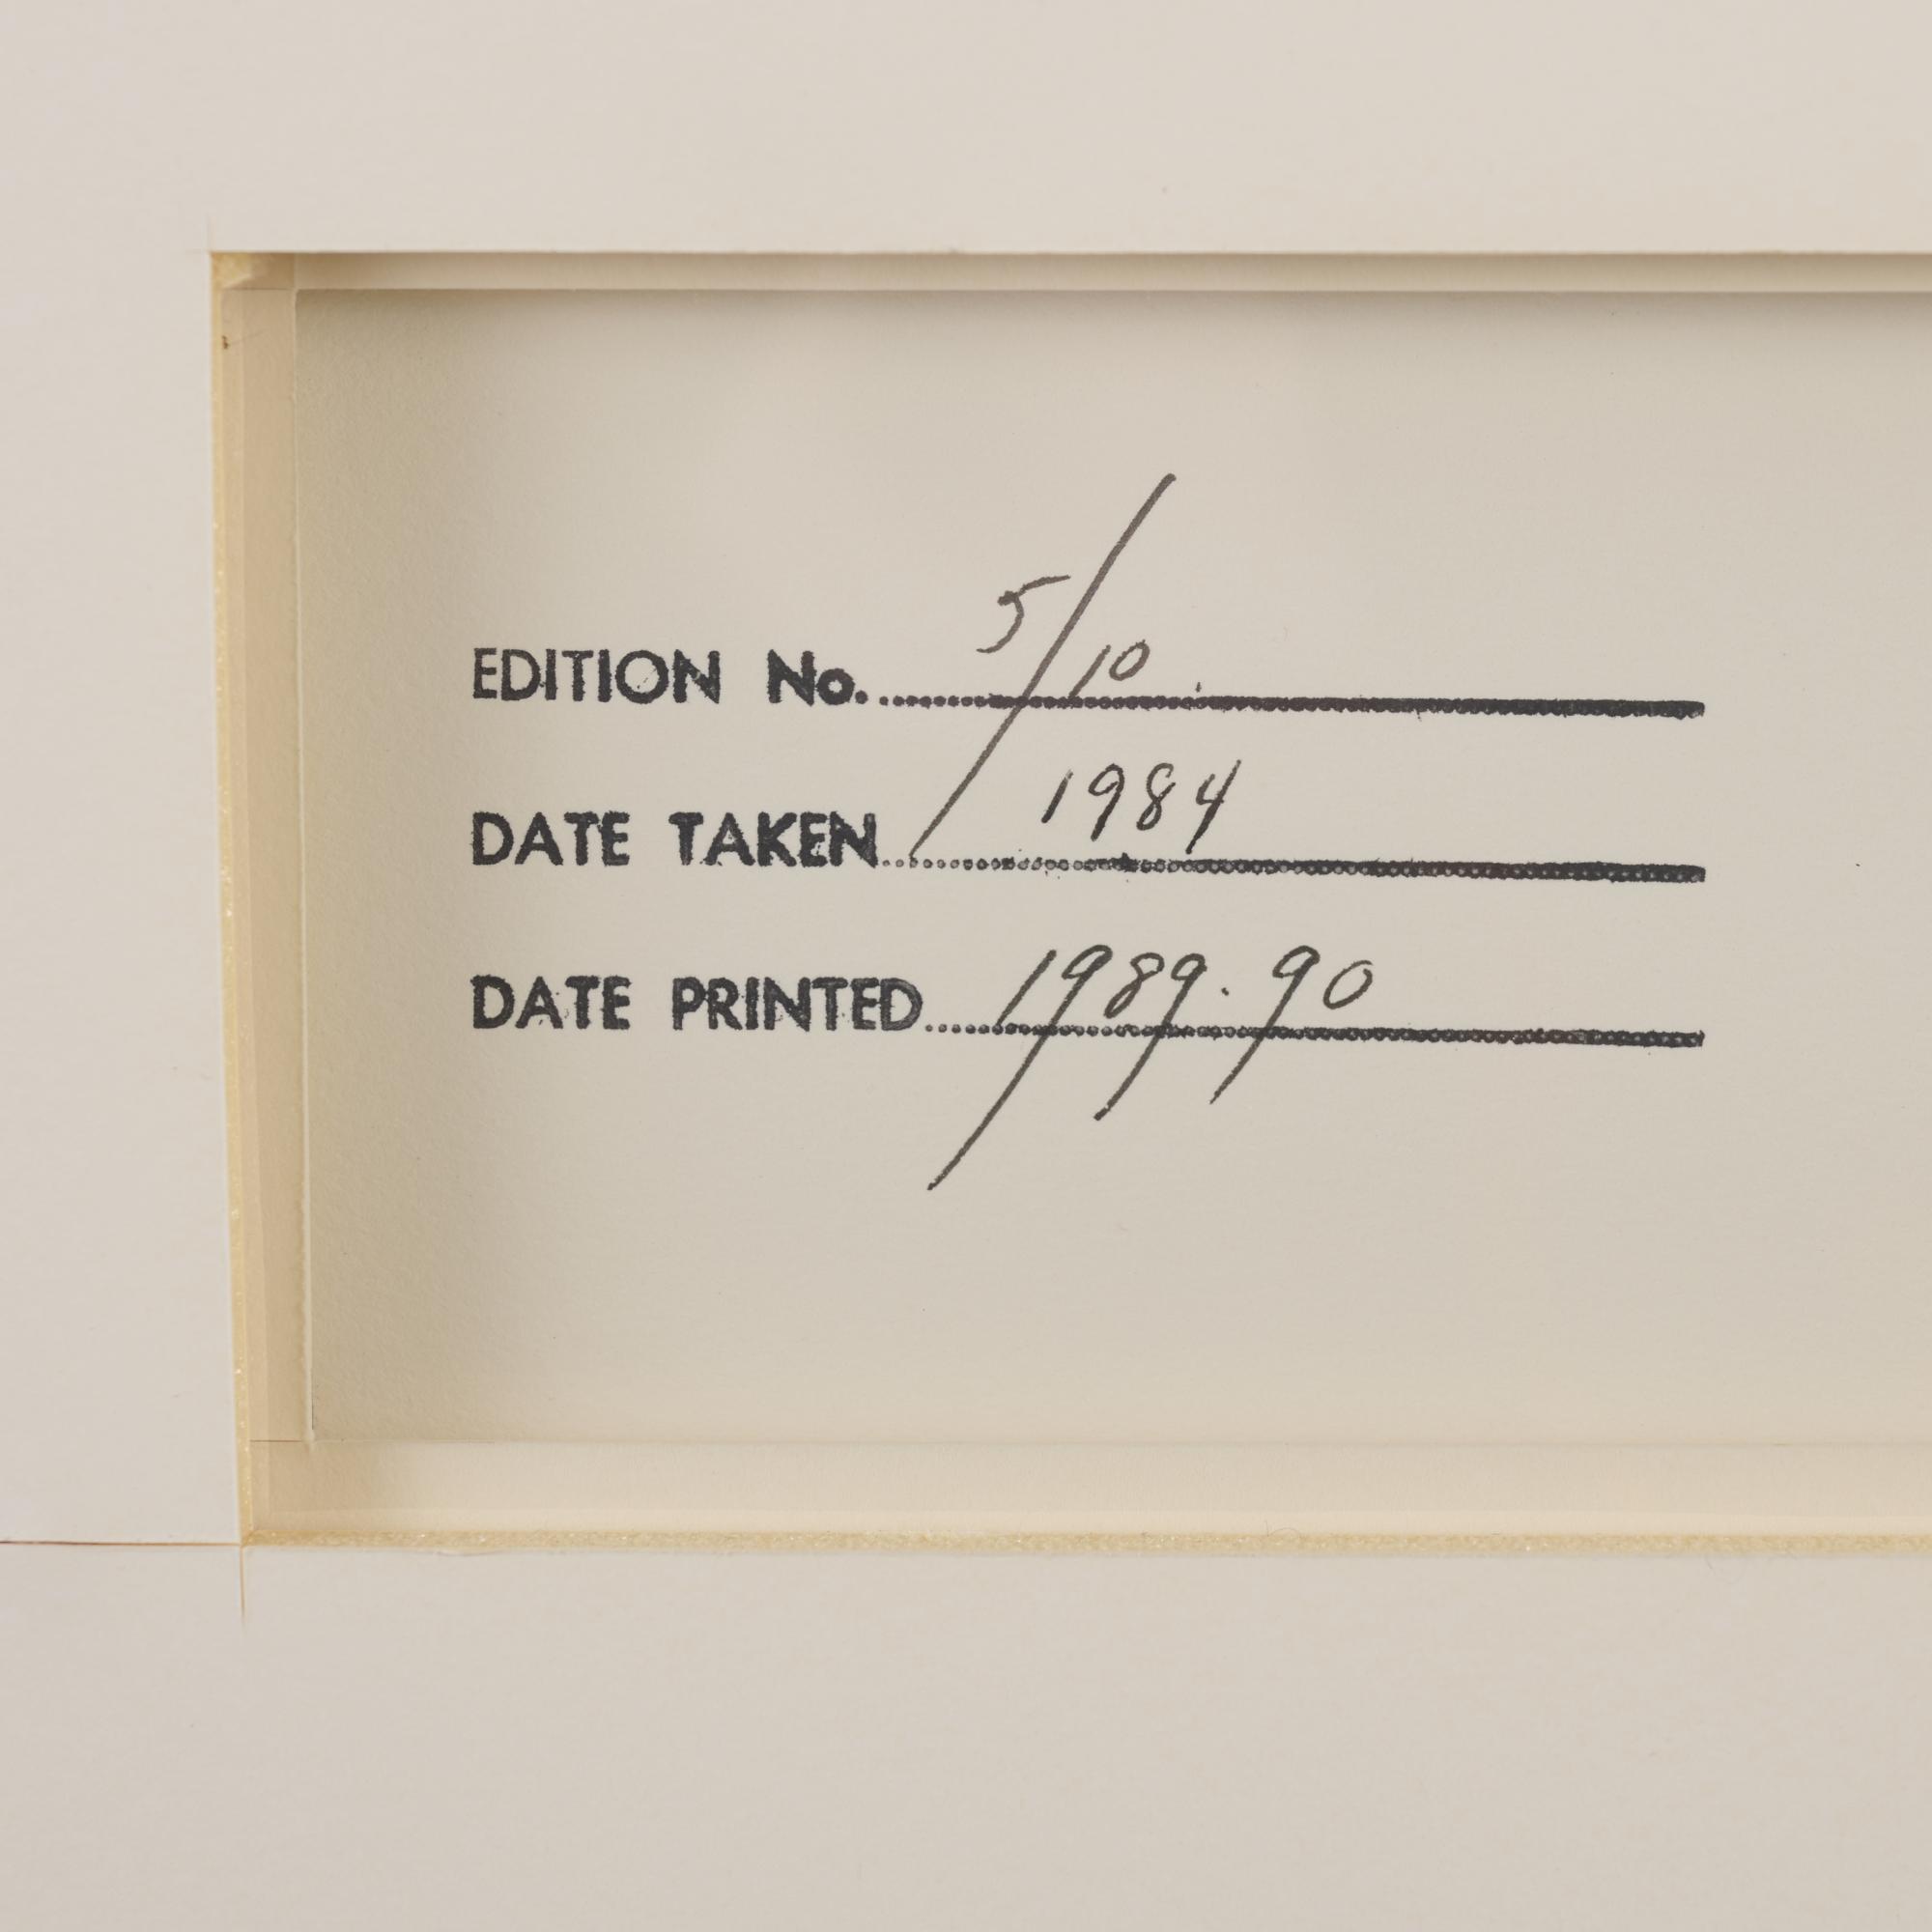 EDITION No. 5/10
DATE TAKEN 1984
DATE PRINTED 1989.90